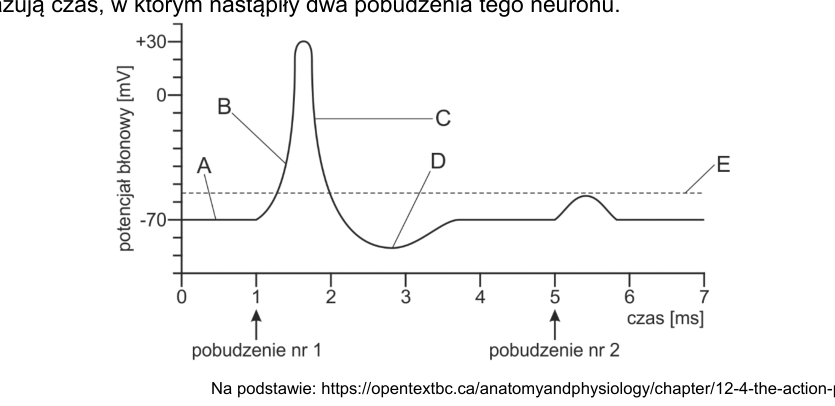 czas, w którym nastąpiły dwa pobudzenia tego neuronu.
+30
B
C
0
potencjał błonowy [mV]
A
D
E
-70
0 1 2 3 4 5 6 7
czas [ms]
pobudzenie nr 1 pobudzenie nr 2
Na podstawie: https://opentextbc.ca/anatomyandphysiology/chapter/12-4-the-action-